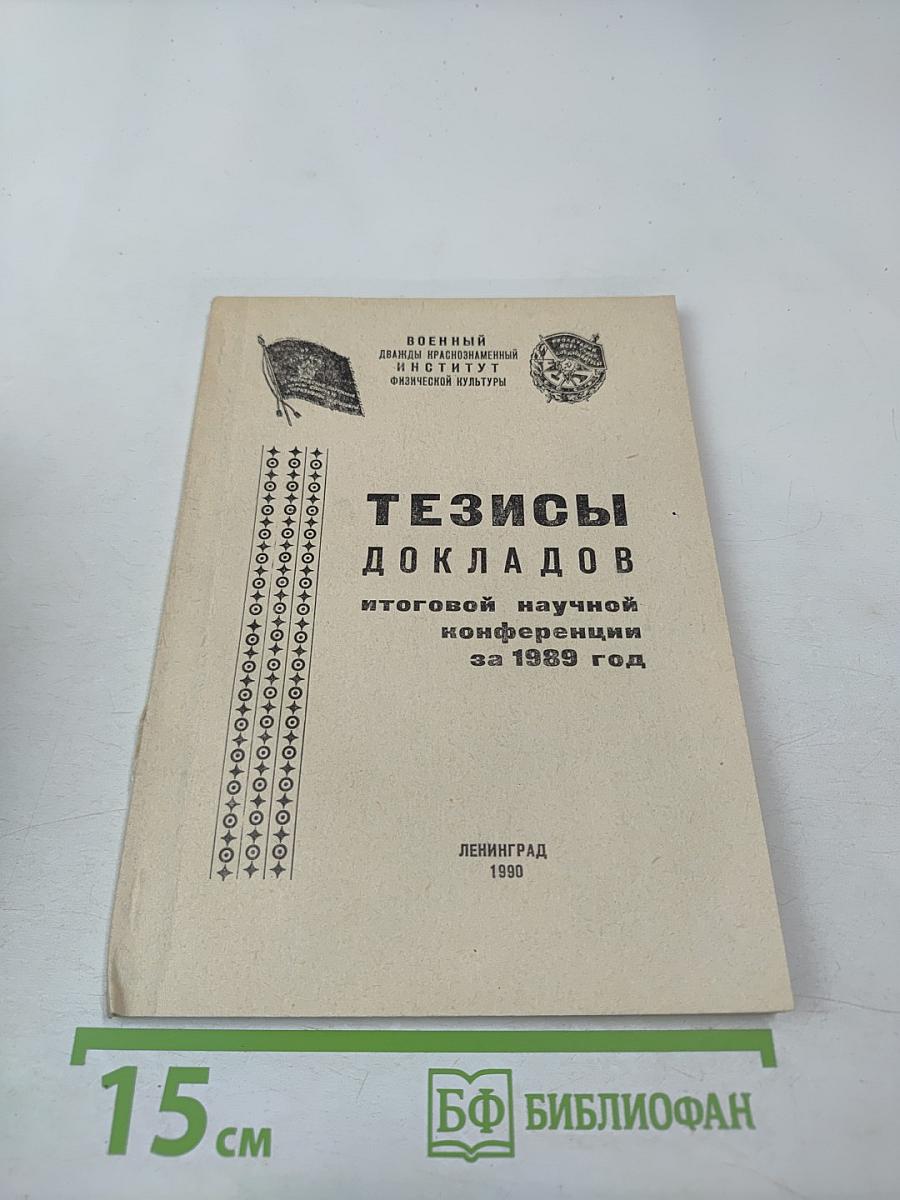 ВОЕННЫЙ
ДВАЖДЫ КРАСНОЗНАМЕННЫЙ
ИНСТИТУТ
ФИЗИЧЕСКОЙ КУЛЬТУРЫ
ТЕЗИСЫ
ДОКЛАДОВ
итоговой научной
конференции
за 1989 год
ЛЕНИНГРАД
1990
15 см
БФ БИБЛИОФАН